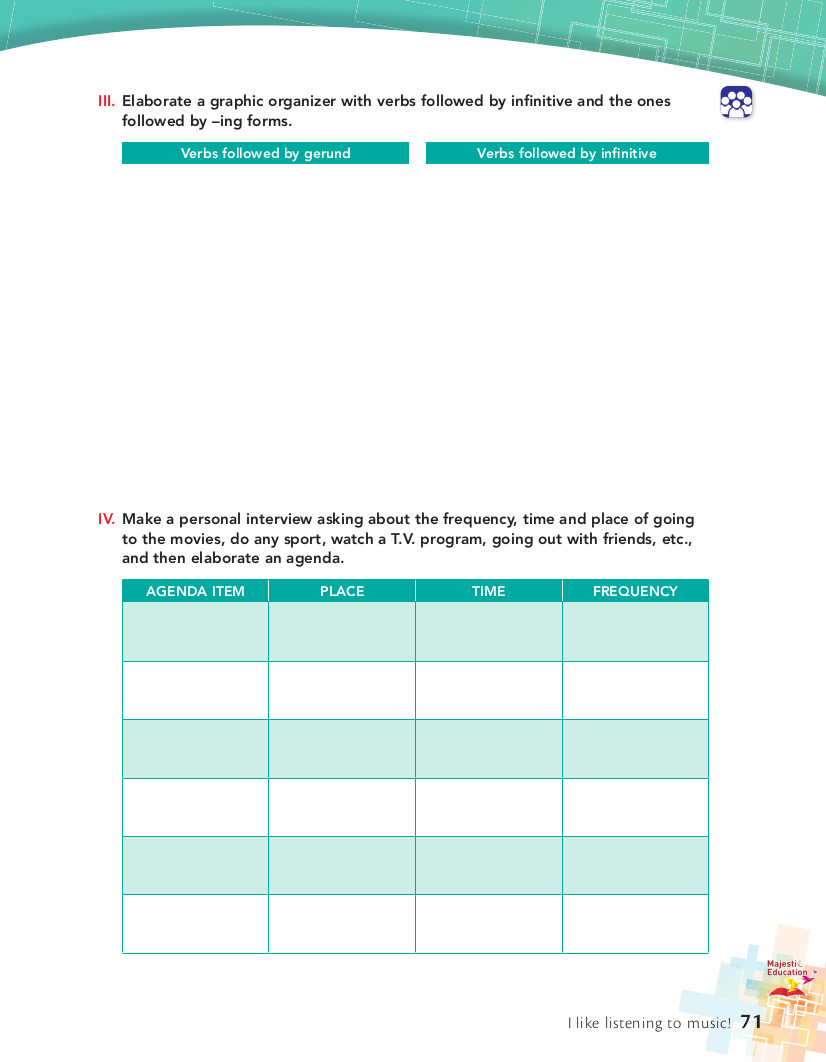 III. Elaborate a graphic organizer with verbs followed by infinitive and the ones
followed by –ing forms.
Verbs followed by gerund
Verbs followed by infinitive
IV. Make a personal interview asking about the frequency, time and place of going
to the movies, do any sport, watch a T.V. program, going out with friends, etc.,
and then elaborate an agenda.
AGENDA ITEM PLACE TIME FREQUENCY
Majestic
Education
I like listening to music! 71